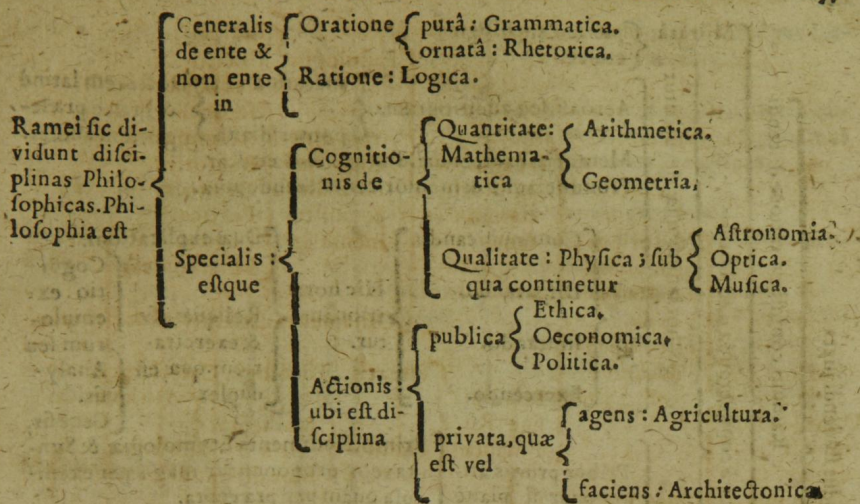 Ramei ſic di-
vidunt diſci-
plinas Philo-
ſophicas. Phi-
loſophia eſt
Generalis
de ente &
non ente
in
Oratione
purâ: Grammatica.
ornatâ: Rhetorica.
Ratione: Logica.
Specialis:
eſtque
Cognitio-
nis de
Quantitate:
Mathema-
tica
Arithmetica.
Geometria.
Qualitate: Phyſica; ſub
qua continetur
Aſtronomia.
Optica.
Muſica.
Actionis:
ubi eſt di-
ſciplina
publica
Ethica.
Oeconomica.
Politica.
privata, quæ
eſt vel
agens: Agricultura.
faciens: Architectonica